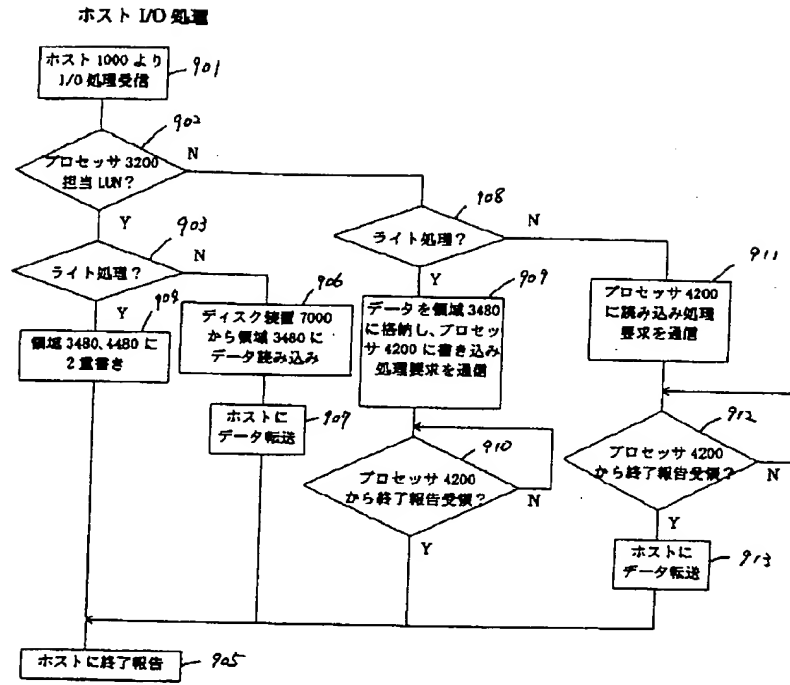 ホスト I/O 処理
ホスト 1000 より
I/O 処理受信
901
902
プロセッサ 3200
担当 LUN?
N
Y
903
ライト処理?
N
Y
904
領域 3480、4480 に
2 重書き
906
ディスク装置 7000
から領域 3480 に
データ読み込み
907
ホストに
データ転送
908
ライト処理?
N
Y
909
データを領域 3480
に格納し、プロセッ
サ 4200 に書き込み
処理要求を通信
910
プロセッサ 4200
から終了報告受領?
N
Y
911
プロセッサ 4200
に読み込み処理
要求を通信
912
プロセッサ 4200
から終了報告受領?
N
Y
ホストに
データ転送
913
ホストに終了報告
905